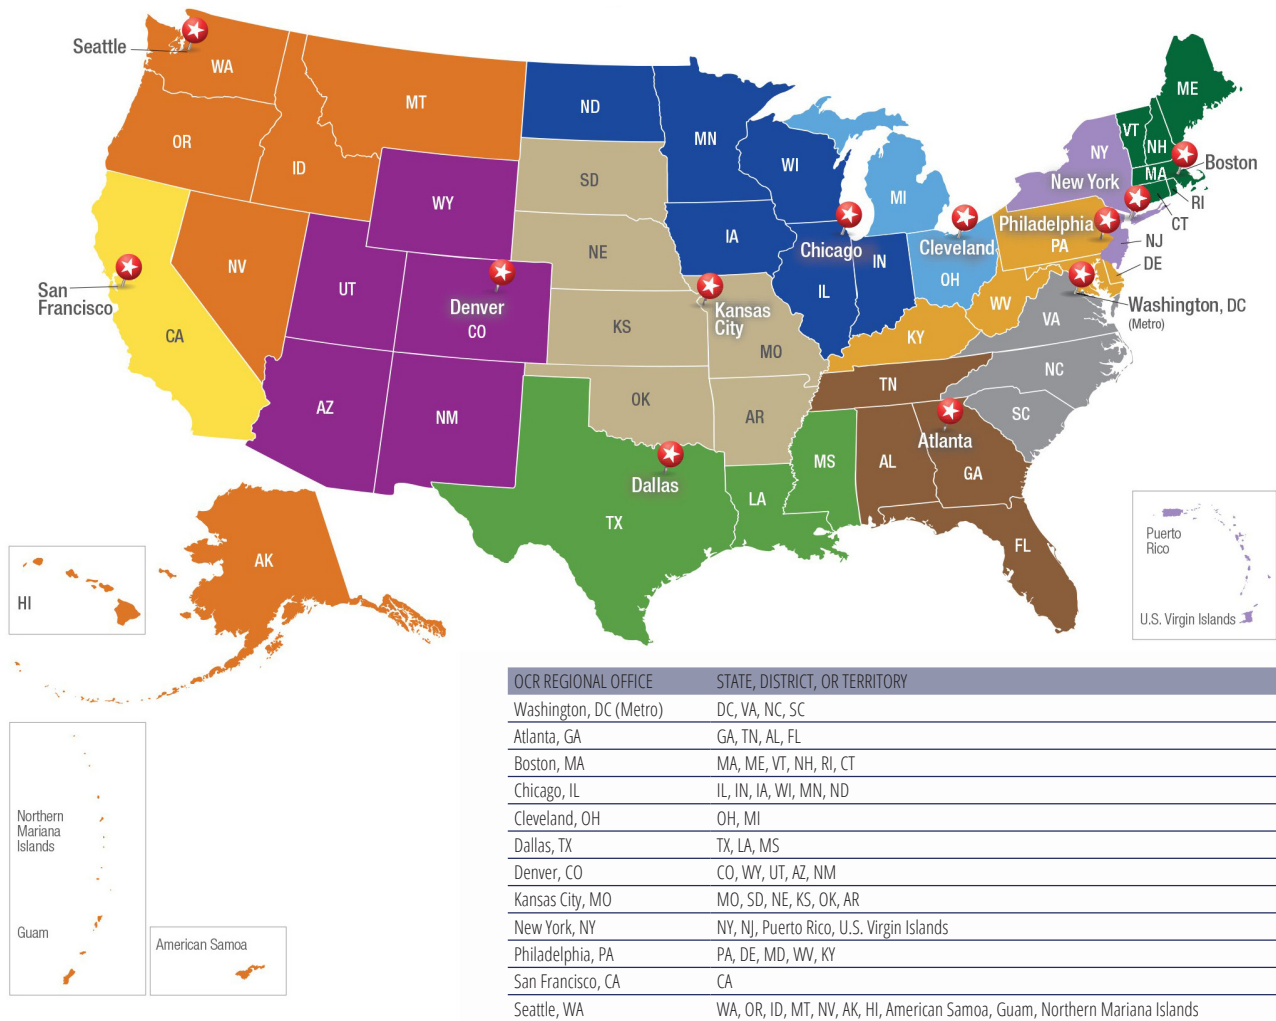 Seattle
WA
MT
ND
MN
ME
VT
NH
MA
Boston
RI
CT
OR
ID
SD
WI
MI
NY
New York
WY
NE
IA
Chicago
Cleveland
Philadelphia
PA
NJ
DE
San
Francisco
NV
UT
Denver
CO
KS
Kansas
City
MO
IL
IN
OH
WV
KY
VA
Washington, DC
(Metro)
CA
AZ
NM
OK
AR
TN
NC
SC
Atlanta
Dallas
TX
LA
MS
AL
GA
FL
AK
HI
Puerto
Rico
U.S. Virgin Islands
Northern
Mariana
Islands
Guam
American Samoa
OCR REGIONAL OFFICE STATE, DISTRICT, OR TERRITORY
Washington, DC (Metro) DC, VA, NC, SC
Atlanta, GA GA, TN, AL, FL
Boston, MA MA, ME, VT, NH, RI, CT
Chicago, IL IL, IN, IA, WI, MN, ND
Cleveland, OH OH, MI
Dallas, TX TX, LA, MS
Denver, CO CO, WY, UT, AZ, NM
Kansas City, MO MO, SD, NE, KS, OK, AR
New York, NY NY, NJ, Puerto Rico, U.S. Virgin Islands
Philadelphia, PA PA, DE, MD, WV, KY
San Francisco, CA CA
Seattle, WA WA, OR, ID, MT, NV, AK, HI, American Samoa, Guam, Northern Mariana Islands